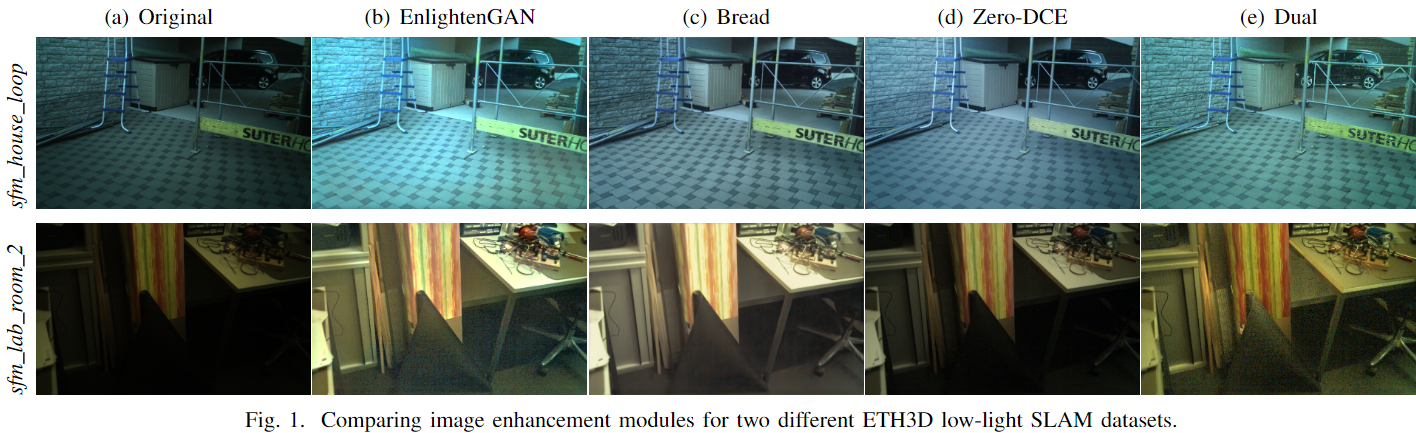 (a) Original (b) EnlightenGAN (c) Bread (d) Zero-DCE (e) Dual
sfm_house_loop
SUTERHO SUTERHO SUTERHO SUTERHO SUTERHO
sfm_lab_room_2
Fig. 1. Comparing image enhancement modules for two different ETH3D low-light SLAM datasets.